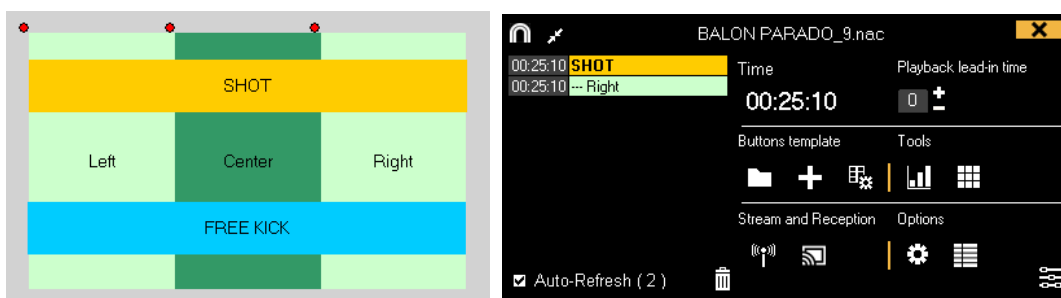 SHOT
Left Center Right
FREE KICK
BALON PARADO_9.nac
00:25:10 SHOT
00:25:10 --- Right
Time
00:25:10
Playback lead-in time
0
Buttons template
Tools
Stream and Reception
Options
Auto-Refresh ( 2 )